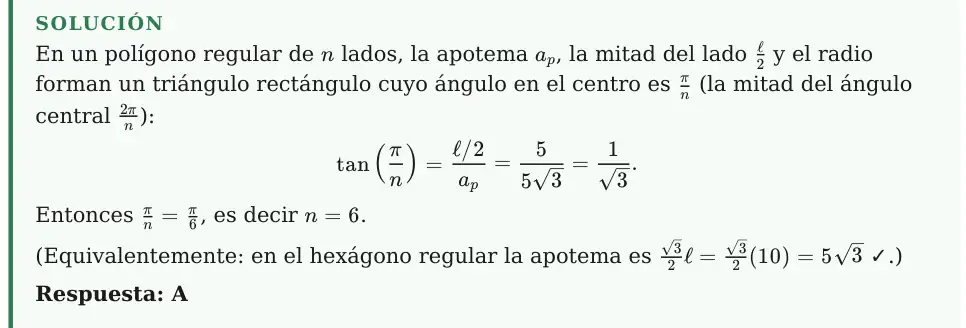 SOLUCIÓN
En un polígono regular de n lados, la apotema aₚ, la mitad del lado ℓ/2 y el radio
forman un triángulo rectángulo cuyo ángulo en el centro es π/n (la mitad del ángulo
central 2π/n):
tan(π/n) = (ℓ/2)/aₚ = 5/(5√3) = 1/√3.
Entonces π/n = π/6, es decir n = 6.
(Equivalentemente: en el hexágono regular la apotema es √3/2 ℓ = √3/2 (10) = 5√3 ✓.)
Respuesta: A